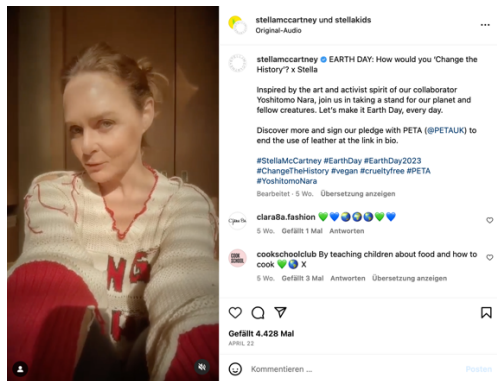 stellamccartney und stellakids
Original-Audio
stellamccartney EARTH DAY: How would you ‘Change the
History’? x Stella
Inspired by the art and activist spirit of our collaborator
Yoshitomo Nara, join us in taking a stand for our planet and
fellow creatures. Let’s make it Earth Day, every day.
Discover more and sign our pledge with PETA (@PETAUK) to
end the use of leather at the link in bio.
#StellaMcCartney #EarthDay #EarthDay2023
#ChangeTheHistory #vegan #crueltyfree #PETA
#YoshitomoNara
Bearbeitet · 5 Wo. Übersetzung anzeigen
clara8a.fashion 💚💙🌏🌍🌎💚💙
5 Wo. Gefällt 1 Mal Antworten
COOK
SCHOOL
cookschoolclub By teaching children about food and how to
cook 💚🌎 X
5 Wo. Gefällt 3 Mal Antworten Übersetzung anzeigen
Gefällt 4.428 Mal
APRIL 22
Kommentieren ...
Posten